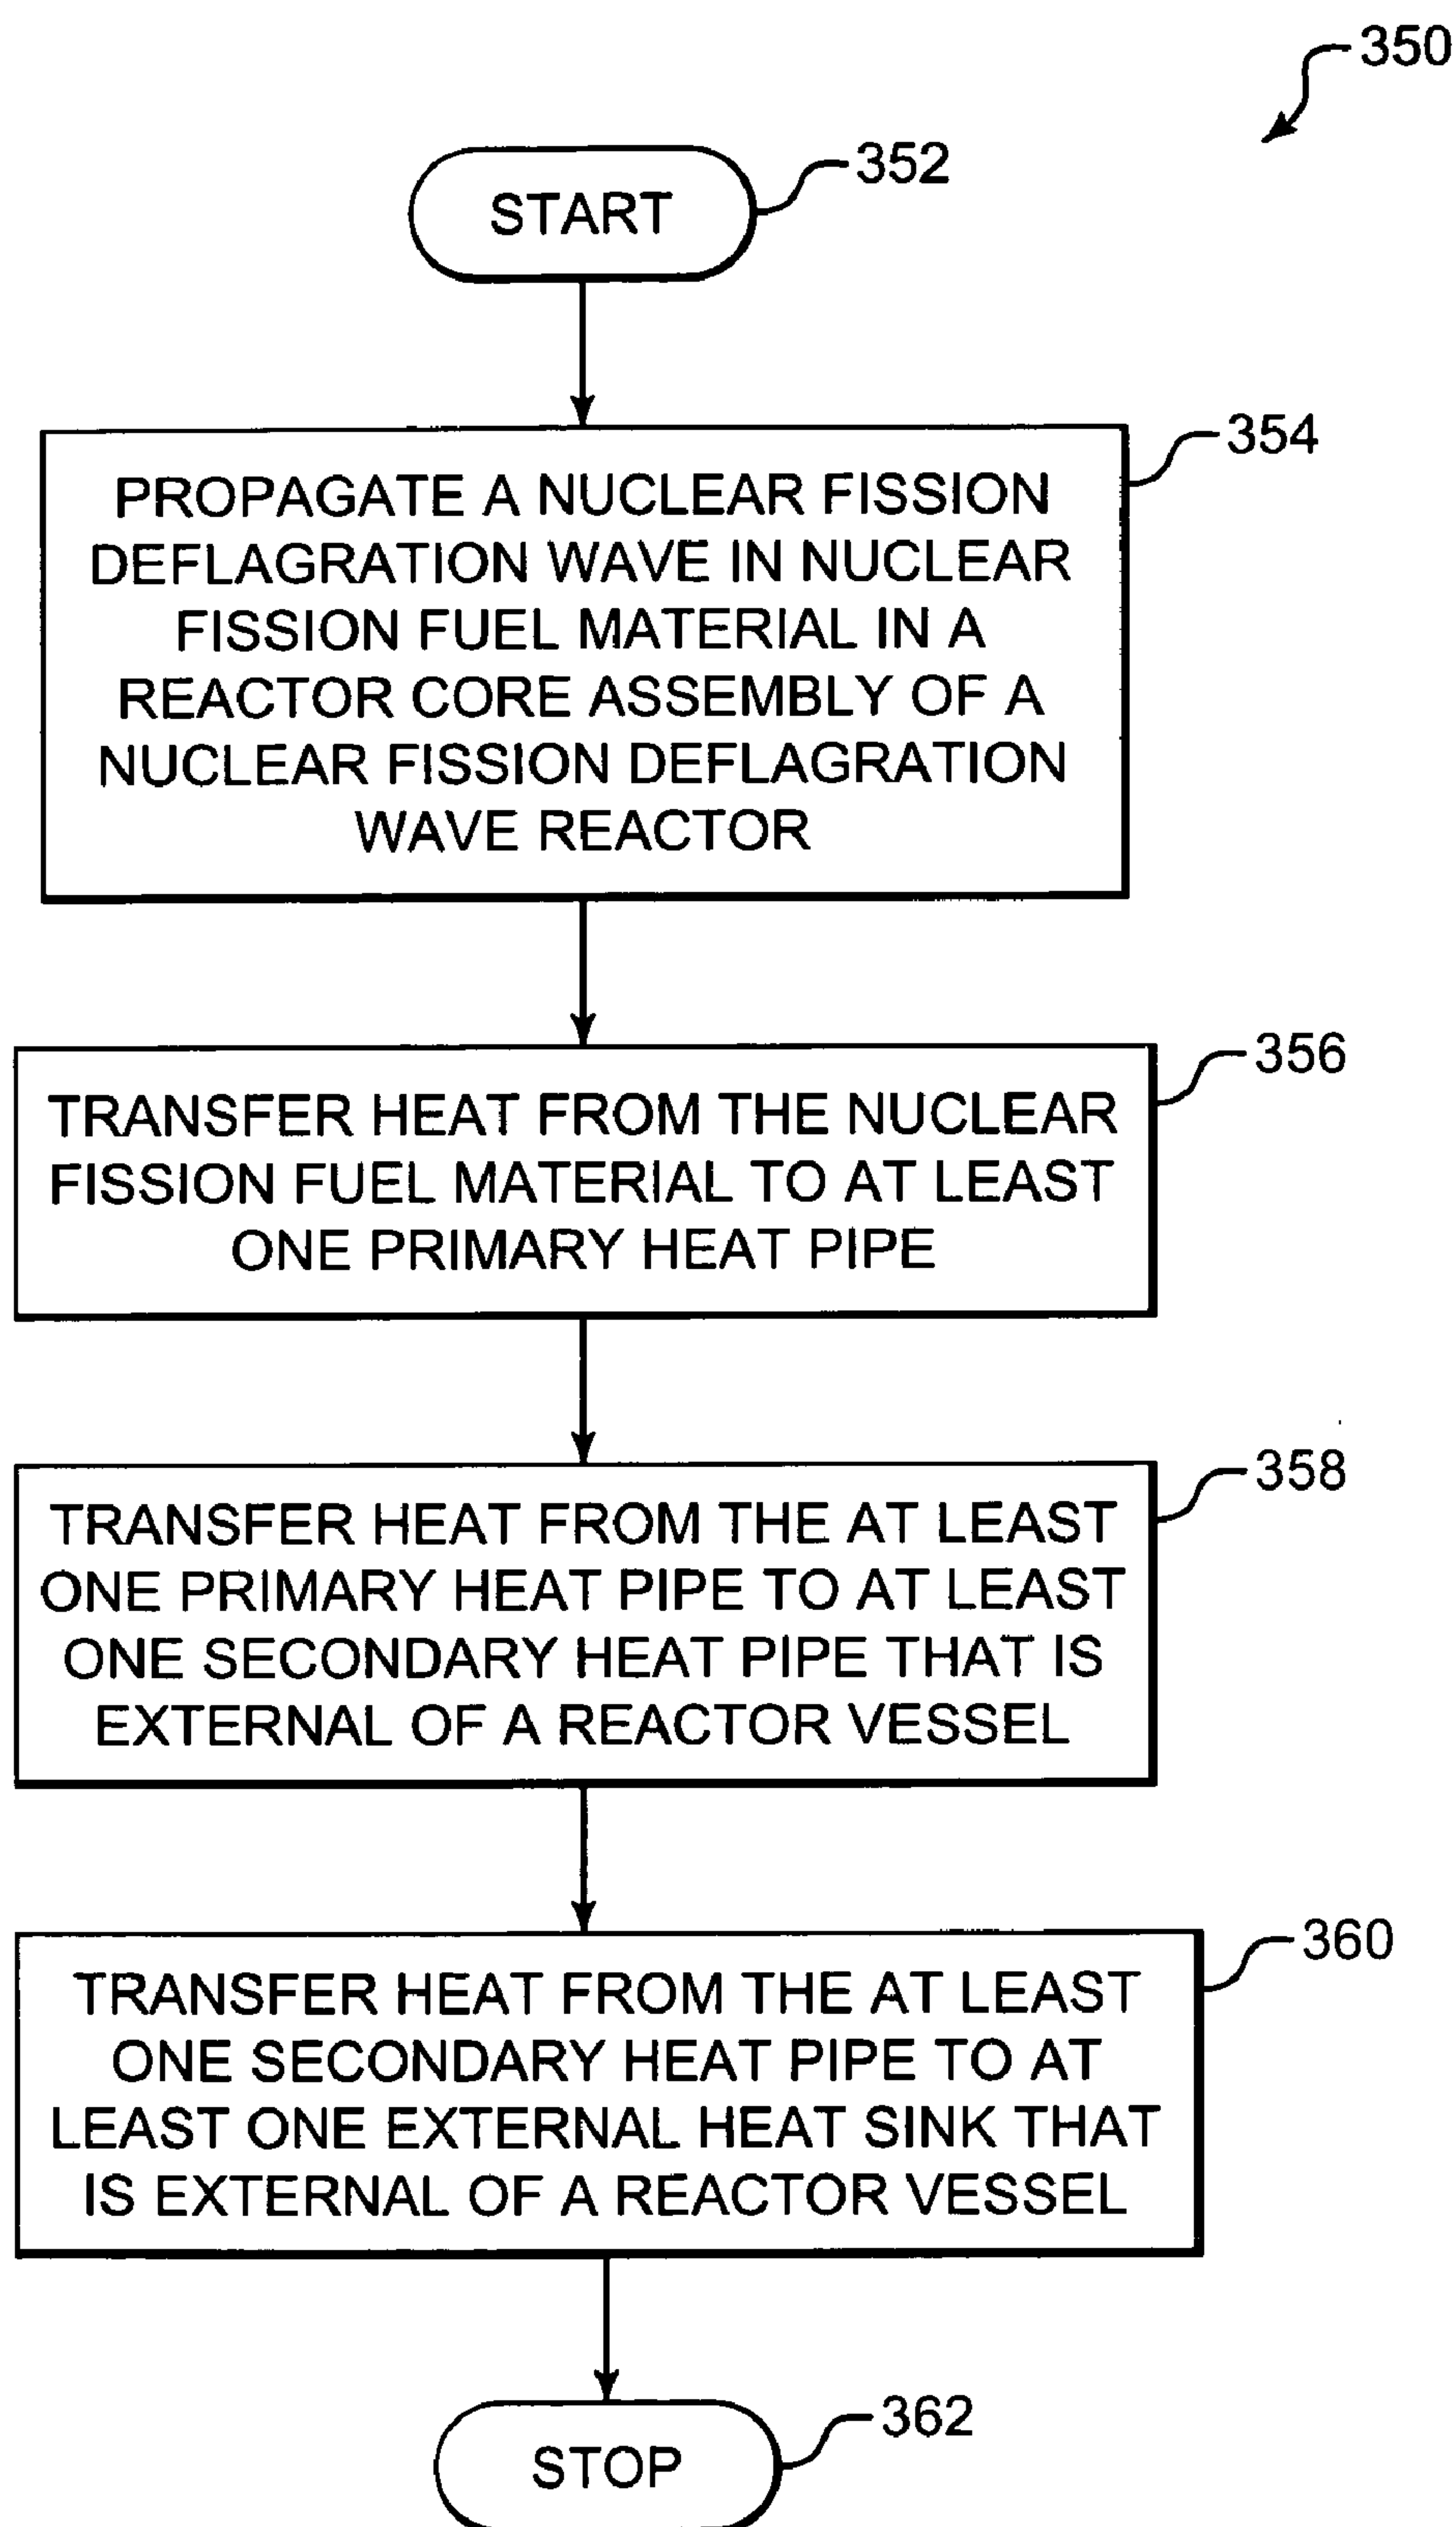 350
START
352
PROPAGATE A NUCLEAR FISSION
DEFLAGRATION WAVE IN NUCLEAR
FISSION FUEL MATERIAL IN A
REACTOR CORE ASSEMBLY OF A
NUCLEAR FISSION DEFLAGRATION
WAVE REACTOR
354
TRANSFER HEAT FROM THE NUCLEAR
FISSION FUEL MATERIAL TO AT LEAST
ONE PRIMARY HEAT PIPE
356
TRANSFER HEAT FROM THE AT LEAST
ONE PRIMARY HEAT PIPE TO AT LEAST
ONE SECONDARY HEAT PIPE THAT IS
EXTERNAL OF A REACTOR VESSEL
358
TRANSFER HEAT FROM THE AT LEAST
ONE SECONDARY HEAT PIPE TO AT
LEAST ONE EXTERNAL HEAT SINK THAT
IS EXTERNAL OF A REACTOR VESSEL
360
STOP
362